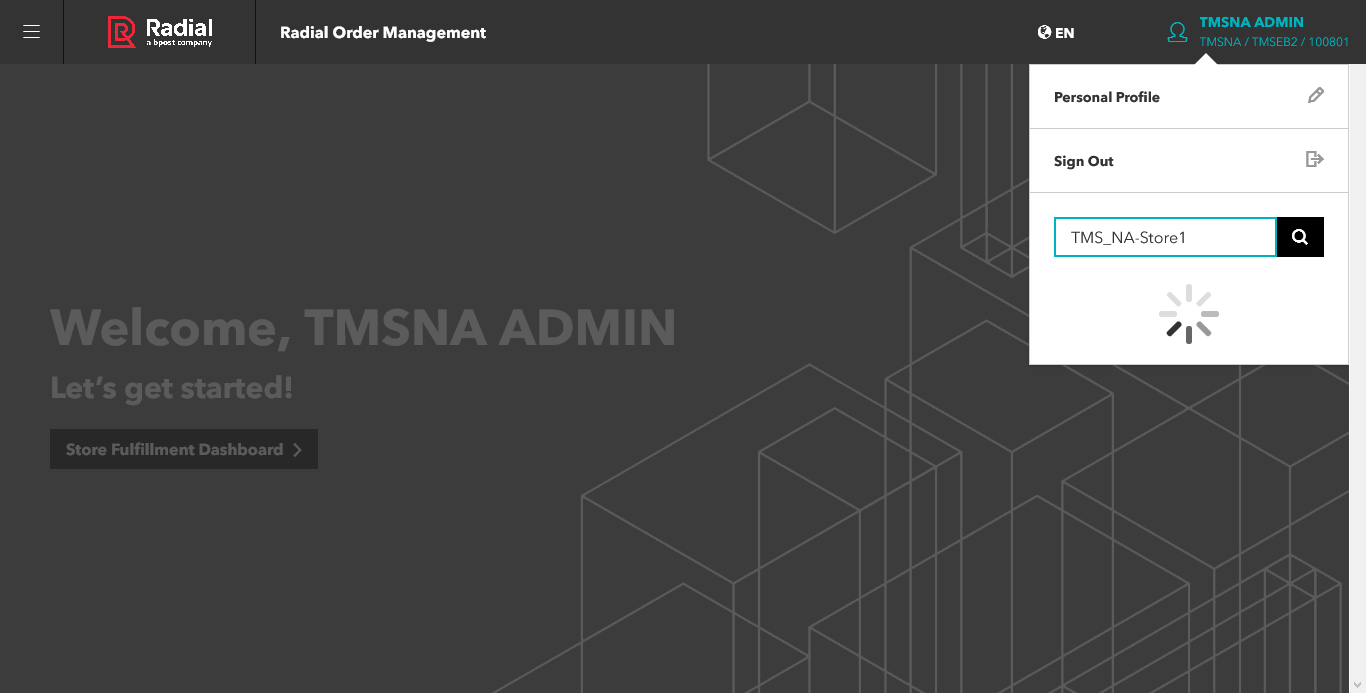 Radial
a bpost company
Radial Order Management
EN
TMSNA ADMIN
TMSNA / TMSEB2 / 100801
Personal Profile
Sign Out
TMS_NA-Store1
Welcome, TMSNA ADMIN
Let’s get started!
Store Fulfillment Dashboard